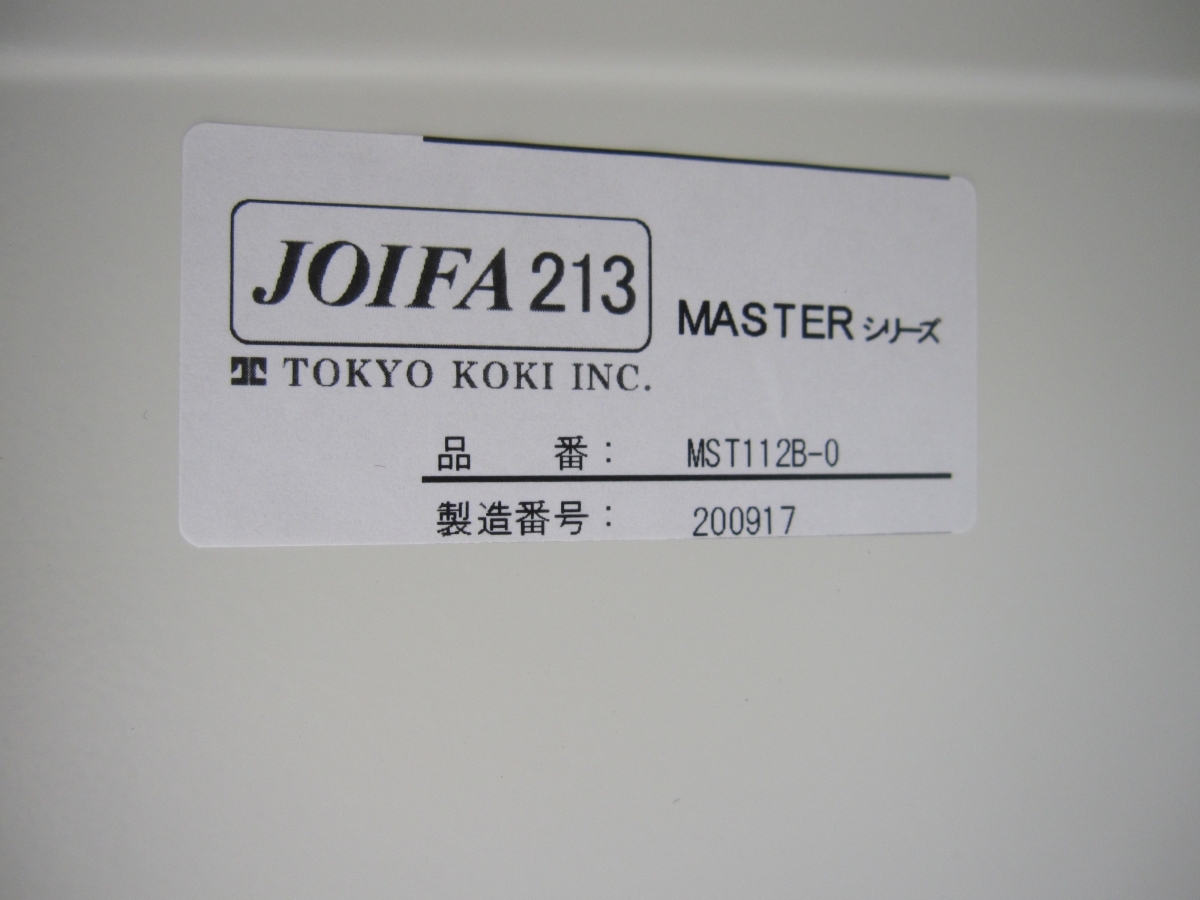 JOIFA 213
MASTER シリーズ
TOKYO KOKI INC.
品　番： MST112B-0
製造番号： 200917